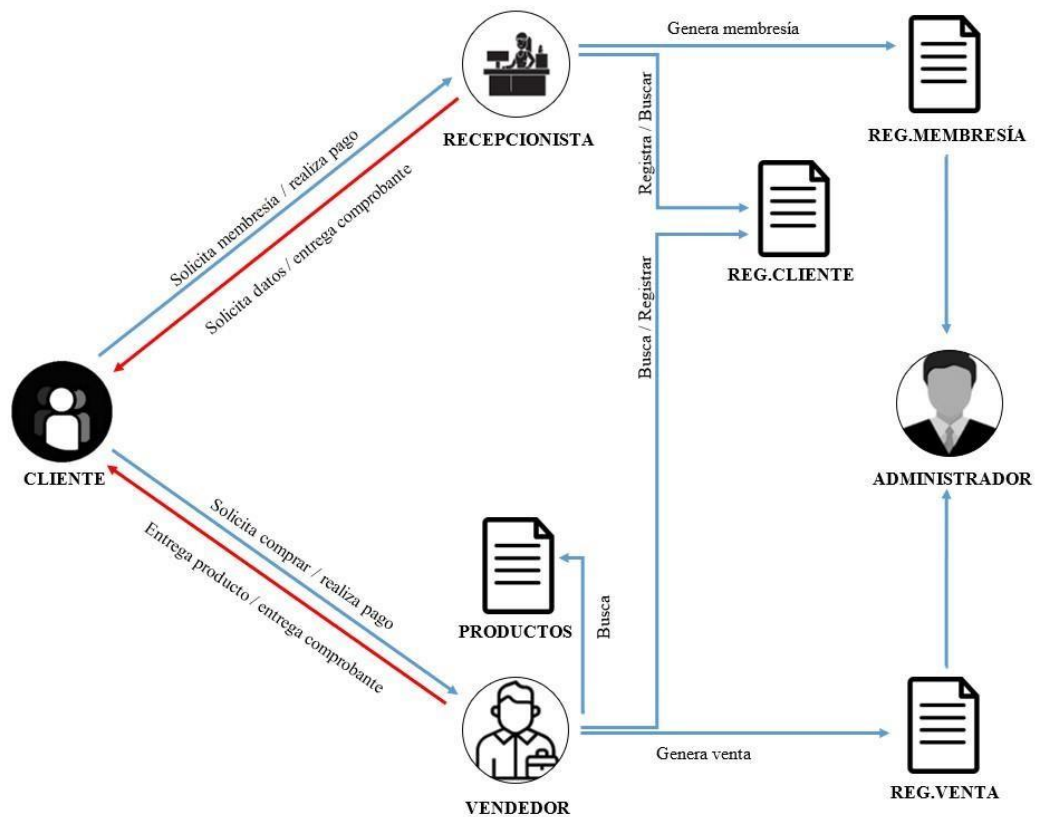 Genera membresía
RECEPCIONISTA
REG.MEMBRESÍA
Registra / Buscar
Solicita membresía / realiza pago
Solicita datos / entrega comprobante
REG.CLIENTE
Busca / Registrar
CLIENTE
ADMINISTRADOR
Solicita comprar / realiza pago
Entrega producto / entrega comprobante
PRODUCTOS
Busca
Genera venta
VENDEDOR
REG.VENTA